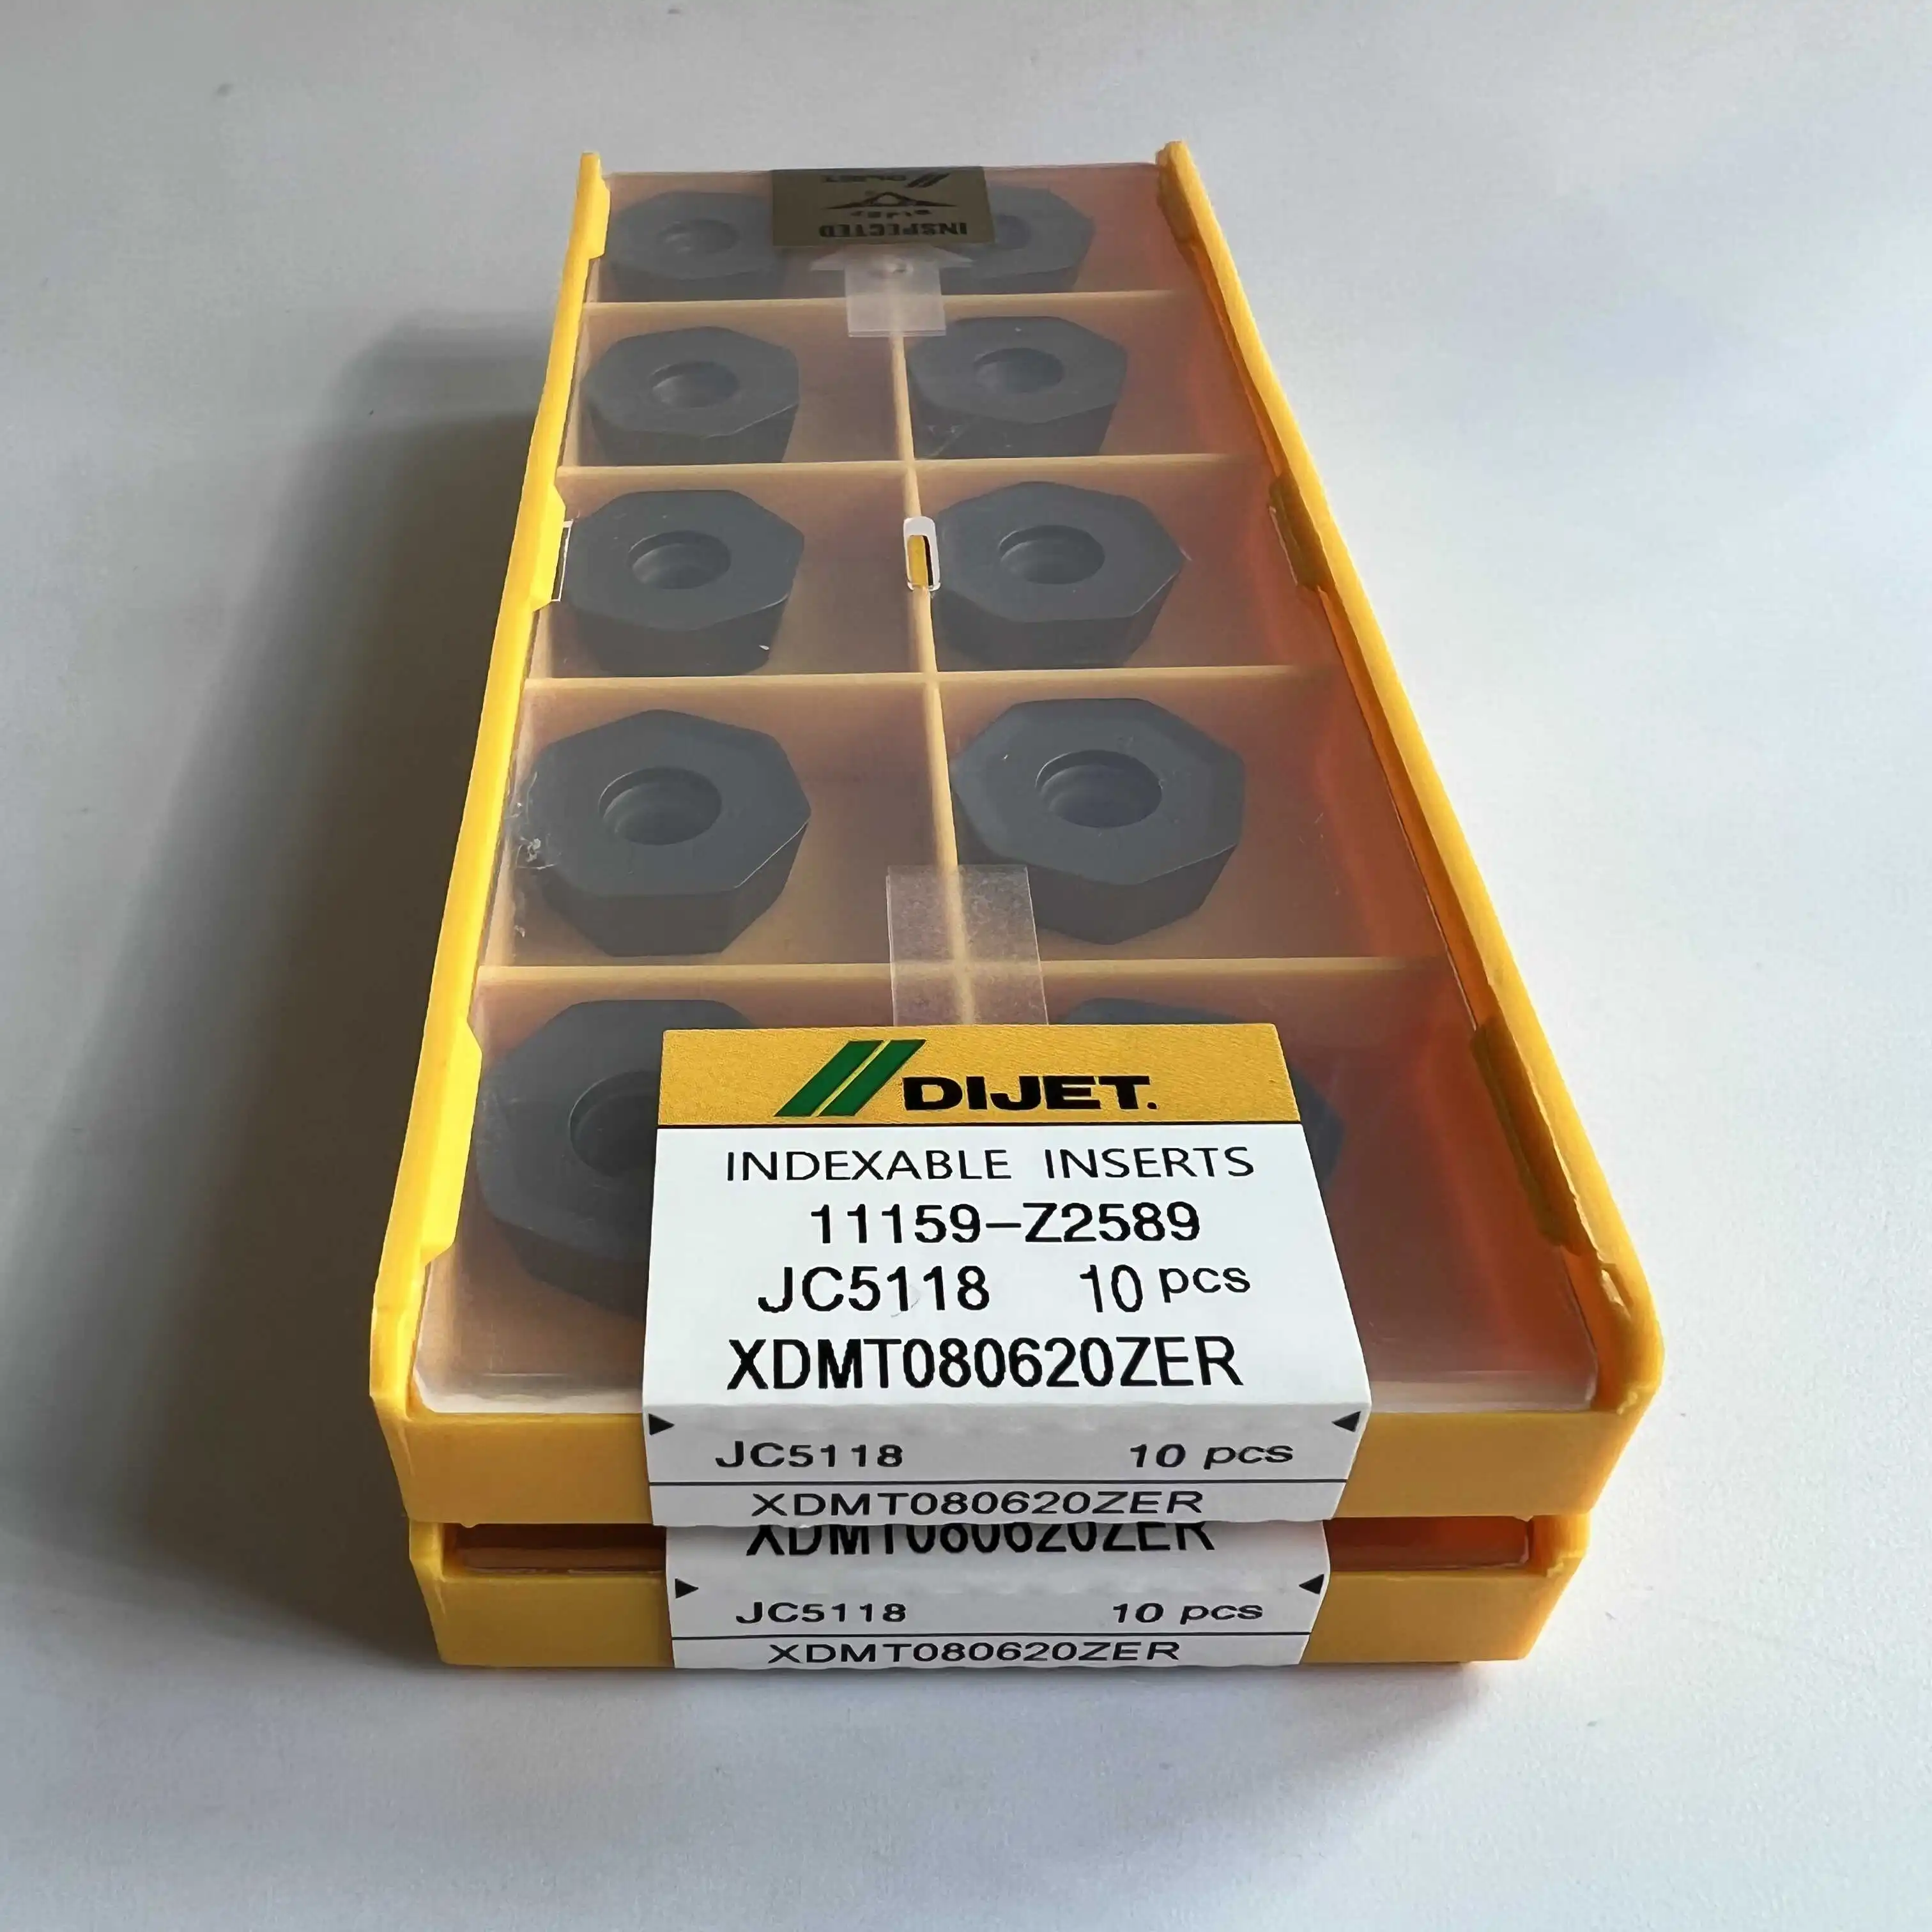 DIJET
INSPECTED
DIJET.
INDEXABLE INSERTS
11159-Z2589
JC5118 10 pcs
XDMT080620ZER
JC5118 10 pcs
XDMT080620ZER
XDMT080620ZER
JC5118 10 pcs
XDMT080620ZER